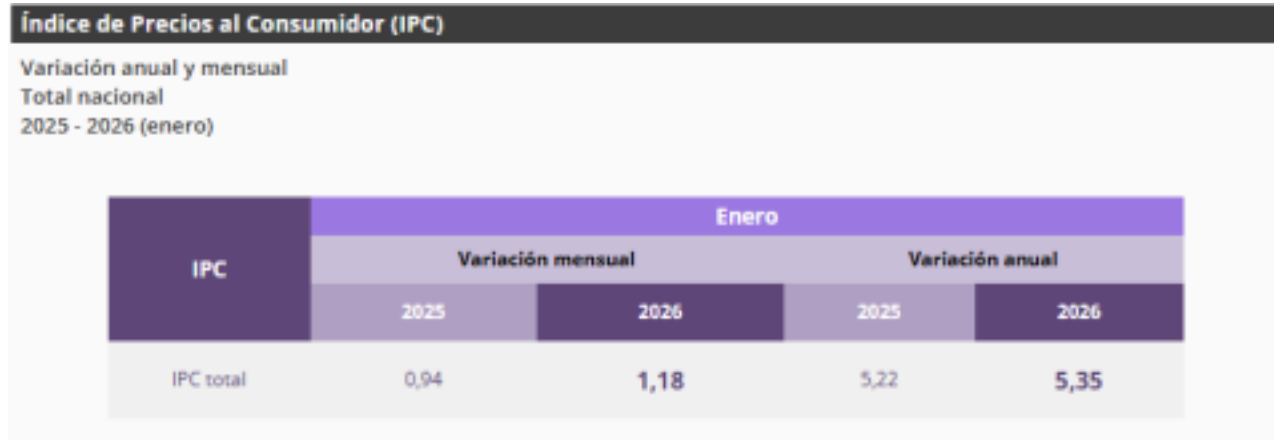 Índice de Precios al Consumidor (IPC)
Variación anual y mensual
Total nacional
2025 - 2026 (enero)
IPC
Enero
Variación mensual Variación anual
2025 2026 2025 2026
IPC total 0,94 1,18 5,22 5,35